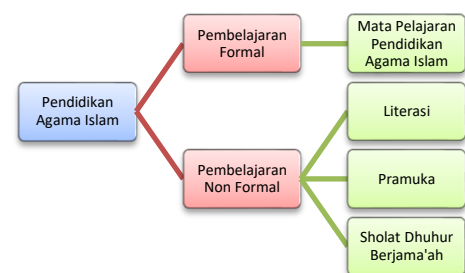 Pendidikan
Agama Islam
Pembelajaran
Formal
Mata Pelajaran
Pendidikan
Agama Islam
Pembelajaran
Non Formal
Literasi
Pramuka
Sholat Dhuhur
Berjama'ah